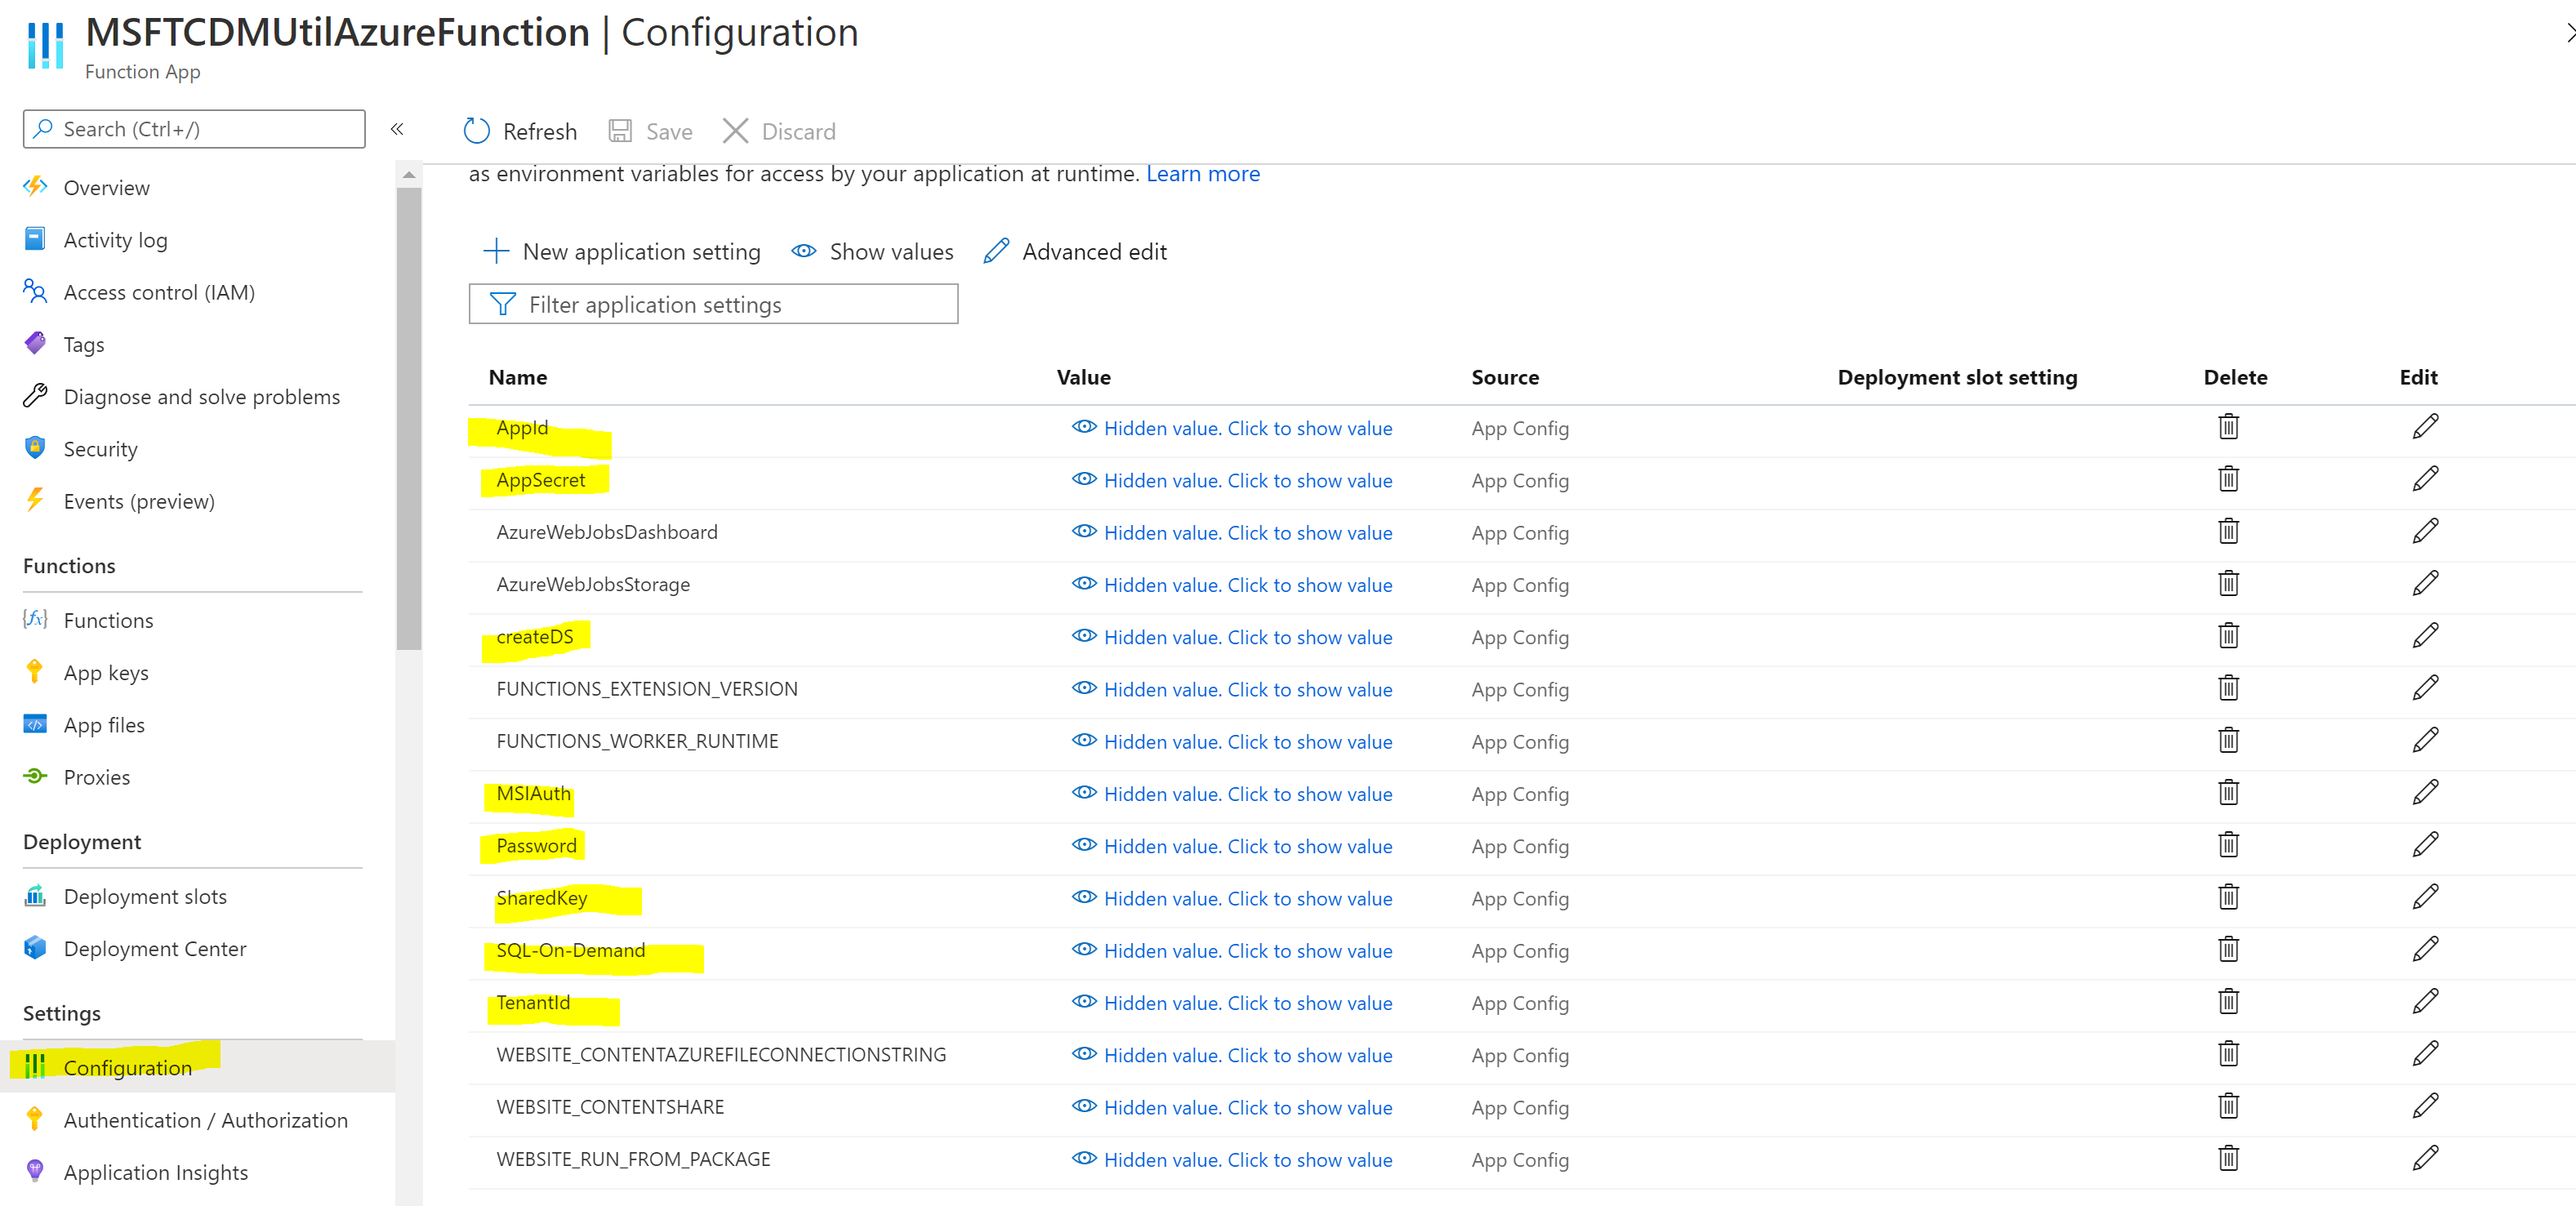 MSFTCDMUtilAzureFunction | Configuration
Function App
Search (Ctrl+/)
«
Overview
Activity log
Access control (IAM)
Tags
Diagnose and solve problems
Security
Events (preview)
Functions
Functions
App keys
App files
Proxies
Deployment
Deployment slots
Deployment Center
Settings
Configuration
Authentication / Authorization
Application Insights
Refresh Save Discard
as environment variables for access by your application at runtime. Learn more
New application setting Show values Advanced edit
Filter application settings
Name Value Source Deployment slot setting Delete Edit
AppId Hidden value. Click to show value App Config
AppSecret Hidden value. Click to show value App Config
AzureWebJobsDashboard Hidden value. Click to show value App Config
AzureWebJobsStorage Hidden value. Click to show value App Config
createDS Hidden value. Click to show value App Config
FUNCTIONS_EXTENSION_VERSION Hidden value. Click to show value App Config
FUNCTIONS_WORKER_RUNTIME Hidden value. Click to show value App Config
MSIAuth Hidden value. Click to show value App Config
Password Hidden value. Click to show value App Config
SharedKey Hidden value. Click to show value App Config
SQL-On-Demand Hidden value. Click to show value App Config
TenantId Hidden value. Click to show value App Config
WEBSITE_CONTENTAZUREFILECONNECTIONSTRING Hidden value. Click to show value App Config
WEBSITE_CONTENTSHARE Hidden value. Click to show value App Config
WEBSITE_RUN_FROM_PACKAGE Hidden value. Click to show value App Config